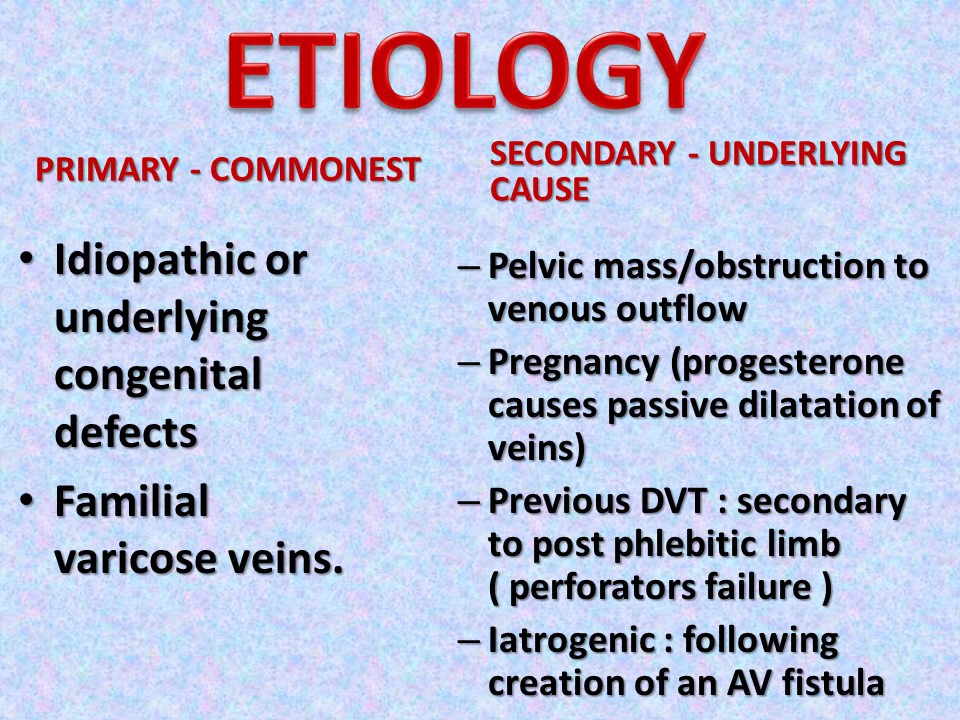 ETIOLOGY
PRIMARY - COMMONEST
• Idiopathic or
underlying
congenital
defects
• Familial
varicose veins.
SECONDARY - UNDERLYING
CAUSE
– Pelvic mass/obstruction to
venous outflow
– Pregnancy (progesterone
causes passive dilatation of
veins)
– Previous DVT : secondary
to post phlebitic limb
( perforators failure )
– Iatrogenic : following
creation of an AV fistula